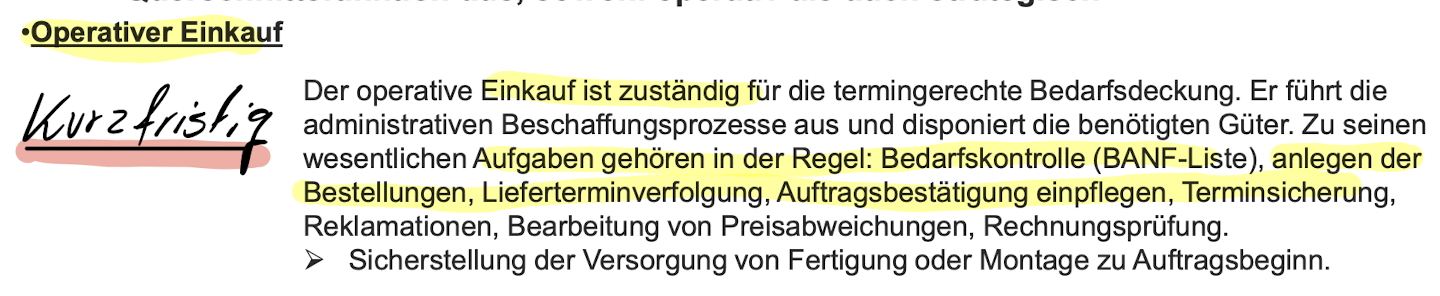 •Operativer Einkauf
Kurzfristig
Der operative Einkauf ist zuständig für die termingerechte Bedarfsdeckung. Er führt die
administrativen Beschaffungsprozesse aus und disponiert die benötigten Güter. Zu seinen
wesentlichen Aufgaben gehören in der Regel: Bedarfskontrolle (BANF-Liste), anlegen der
Bestellungen, Lieferterminverfolgung, Auftragsbestätigung einpflegen, Terminsicherung,
Reklamationen, Bearbeitung von Preisabweichungen, Rechnungsprüfung.
➢ Sicherstellung der Versorgung von Fertigung oder Montage zu Auftragsbeginn.